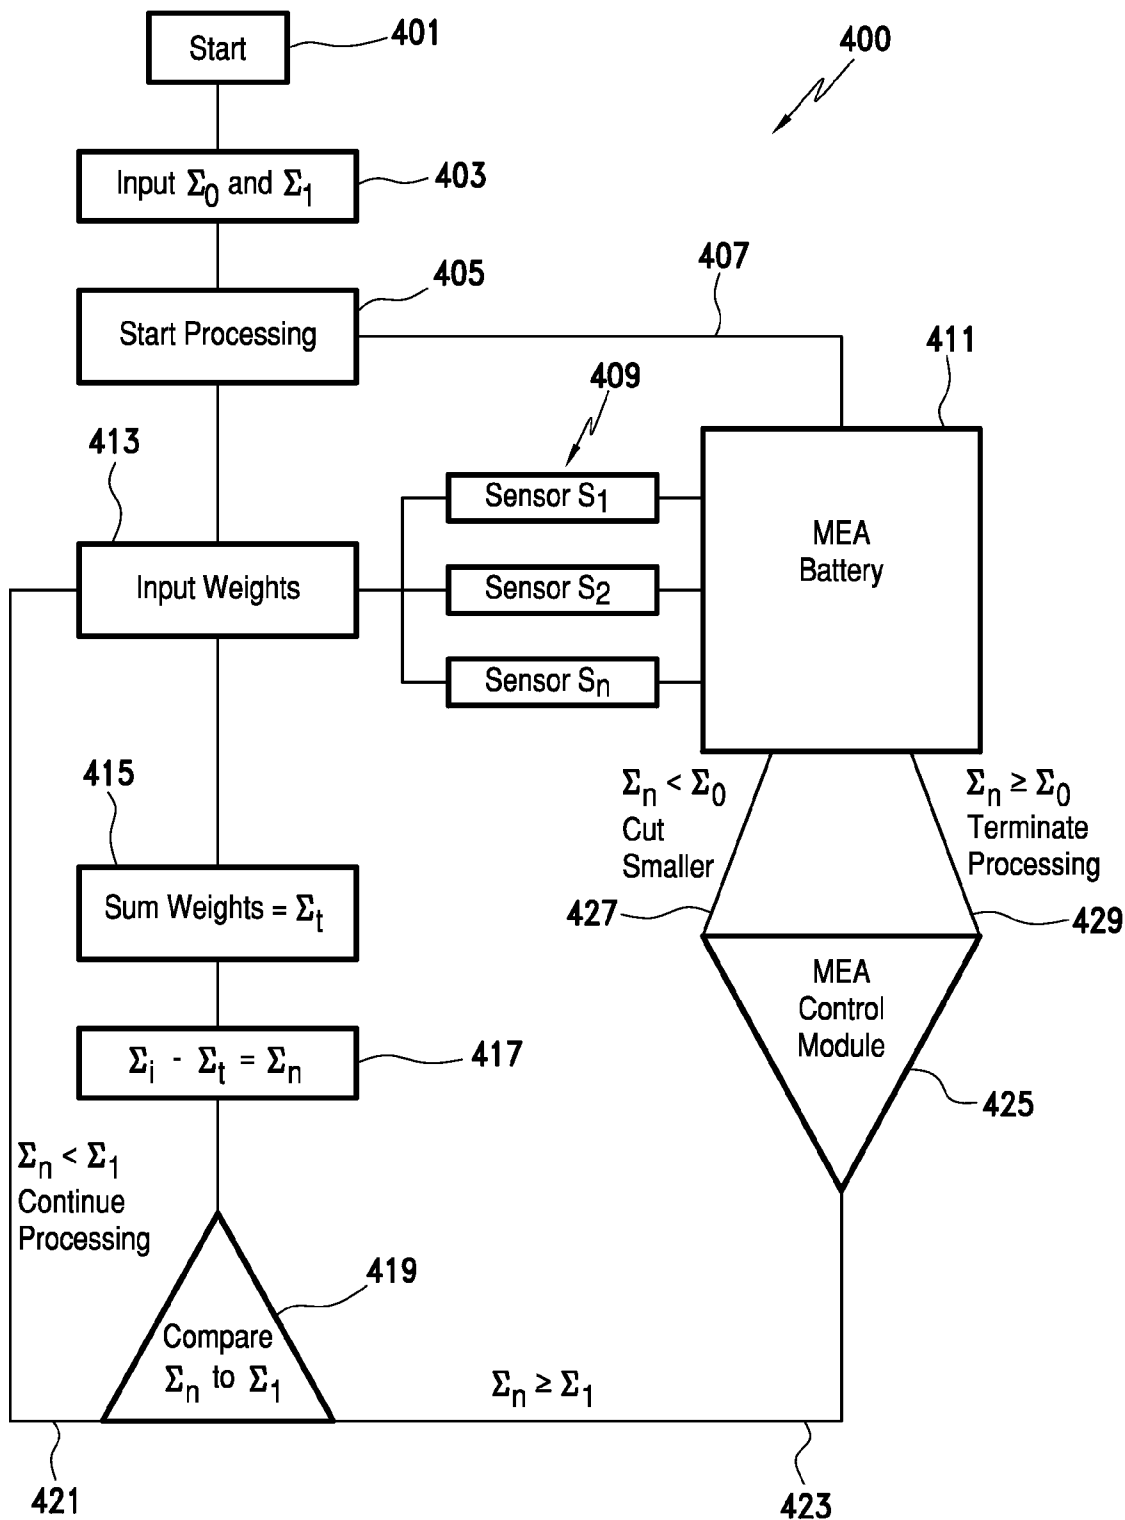 Start
401
400
Input Σ0 and Σ1
403
405
407
Start Processing
411
409
413
Sensor S1
MEA
Battery
Input Weights
Sensor S2
Sensor Sn
415
Σn < Σ0
Cut
Smaller
Σn ≥ Σ0
Terminate
Processing
Sum Weights = Σt
427
429
MEA
Control
Module
Σi - Σt = Σn
417
425
Σn < Σ1
Continue
Processing
419
Compare
Σn to Σ1
Σn ≥ Σ1
421
423